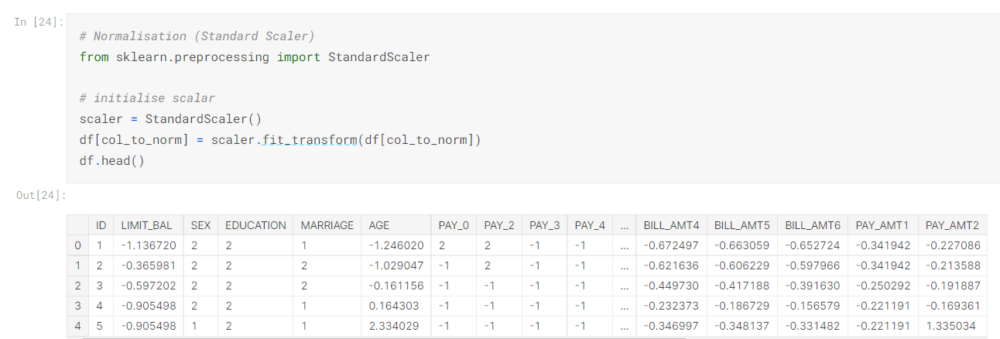 In [24]:
# Normalisation (Standard Scaler)
from sklearn.preprocessing import StandardScaler
# initialise scalar
scaler = StandardScaler()
df[col_to_norm] = scaler.fit_transform(df[col_to_norm])
df.head()
Out[24]:
ID LIMIT_BAL SEX EDUCATION MARRIAGE AGE PAY_0 PAY_2 PAY_3 PAY_4 ... BILL_AMT4 BILL_AMT5 BILL_AMT6 PAY_AMT1 PAY_AMT2
0 1 -1.136720 2 2 1 -1.246020 2 2 -1 -1 ... -0.672497 -0.663059 -0.652724 -0.341942 -0.227086
1 2 -0.365981 2 2 2 -1.029047 -1 2 -1 -1 ... -0.621636 -0.606229 -0.597966 -0.341942 -0.213588
2 3 -0.597202 2 2 2 -0.161156 -1 -1 -1 -1 ... -0.449730 -0.417188 -0.391630 -0.250292 -0.191887
3 4 -0.905498 2 2 1 0.164303 -1 -1 -1 -1 ... -0.232373 -0.186729 -0.156579 -0.221191 -0.169361
4 5 -0.905498 1 2 1 2.334029 -1 -1 -1 -1 ... -0.346997 -0.348137 -0.331482 -0.221191 1.335034